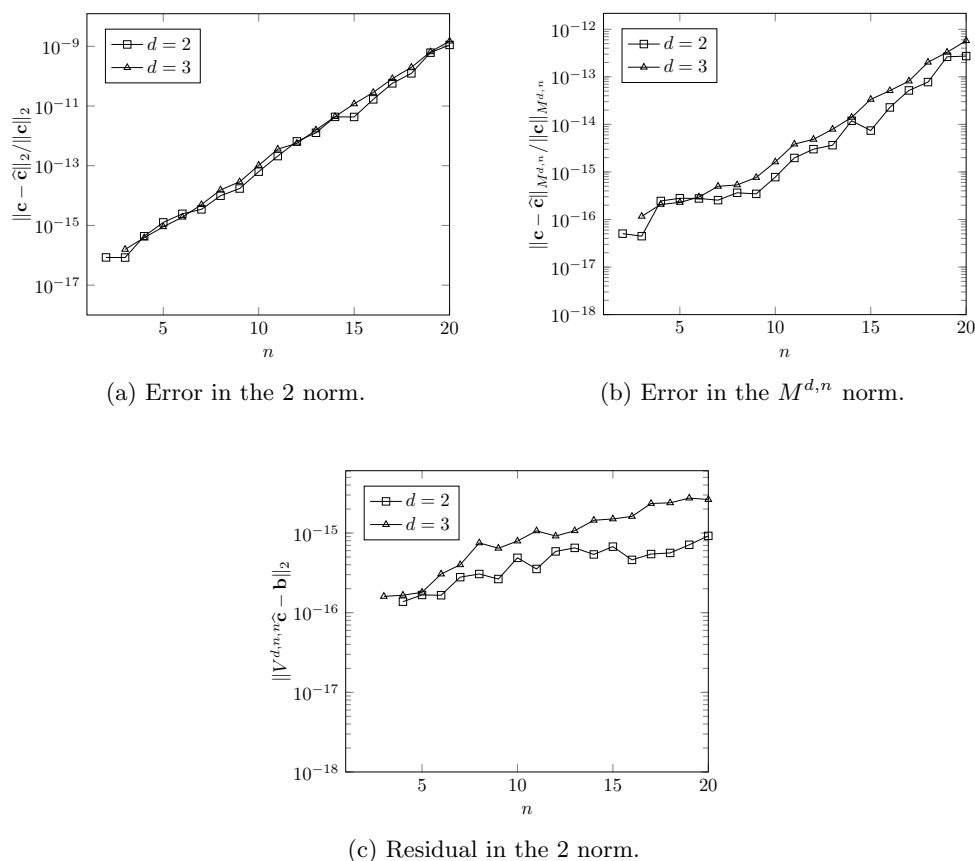 10^−9
10^−11
10^−13
10^−15
10^−17
‖c − ĉ‖_2/‖c‖_2
d = 2
d = 3
5 10 15 20
n
(a) Error in the 2 norm.
10^−12
10^−13
10^−14
10^−15
10^−16
10^−17
10^−18
‖c − ĉ‖_{M^{d,n}}/‖c‖_{M^{d,n}}
d = 2
d = 3
5 10 15 20
n
(b) Error in the M^{d,n} norm.
10^−15
10^−16
10^−17
10^−18
‖V^{d,n,n}ĉ − b‖_2
d = 2
d = 3
5 10 15 20
n
(c) Residual in the 2 norm.